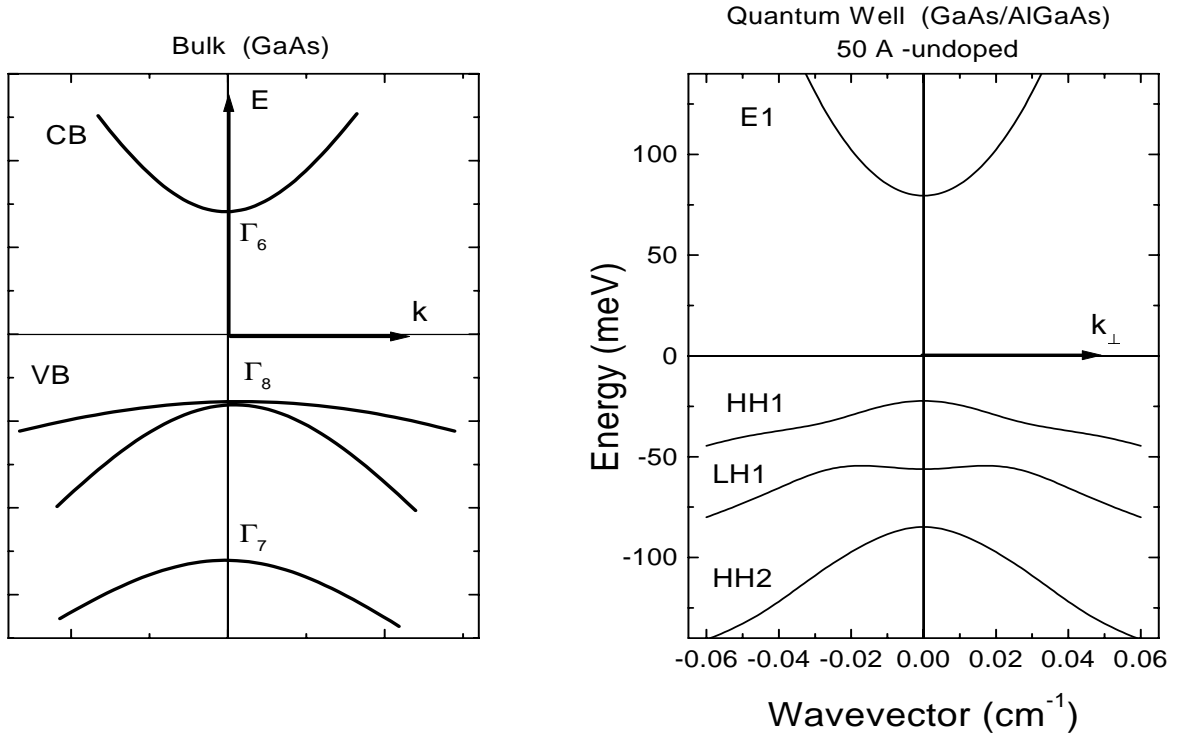 Bulk (GaAs)
E
CB
Γ₆
k
VB
Γ₈
Γ₇
Quantum Well (GaAs/AlGaAs)
50 A -undoped
E1
100
50
0
-50
-100
Energy (meV)
k⊥
HH1
LH1
HH2
-0.06 -0.04 -0.02 0.00 0.02 0.04 0.06
Wavevector (cm⁻¹)